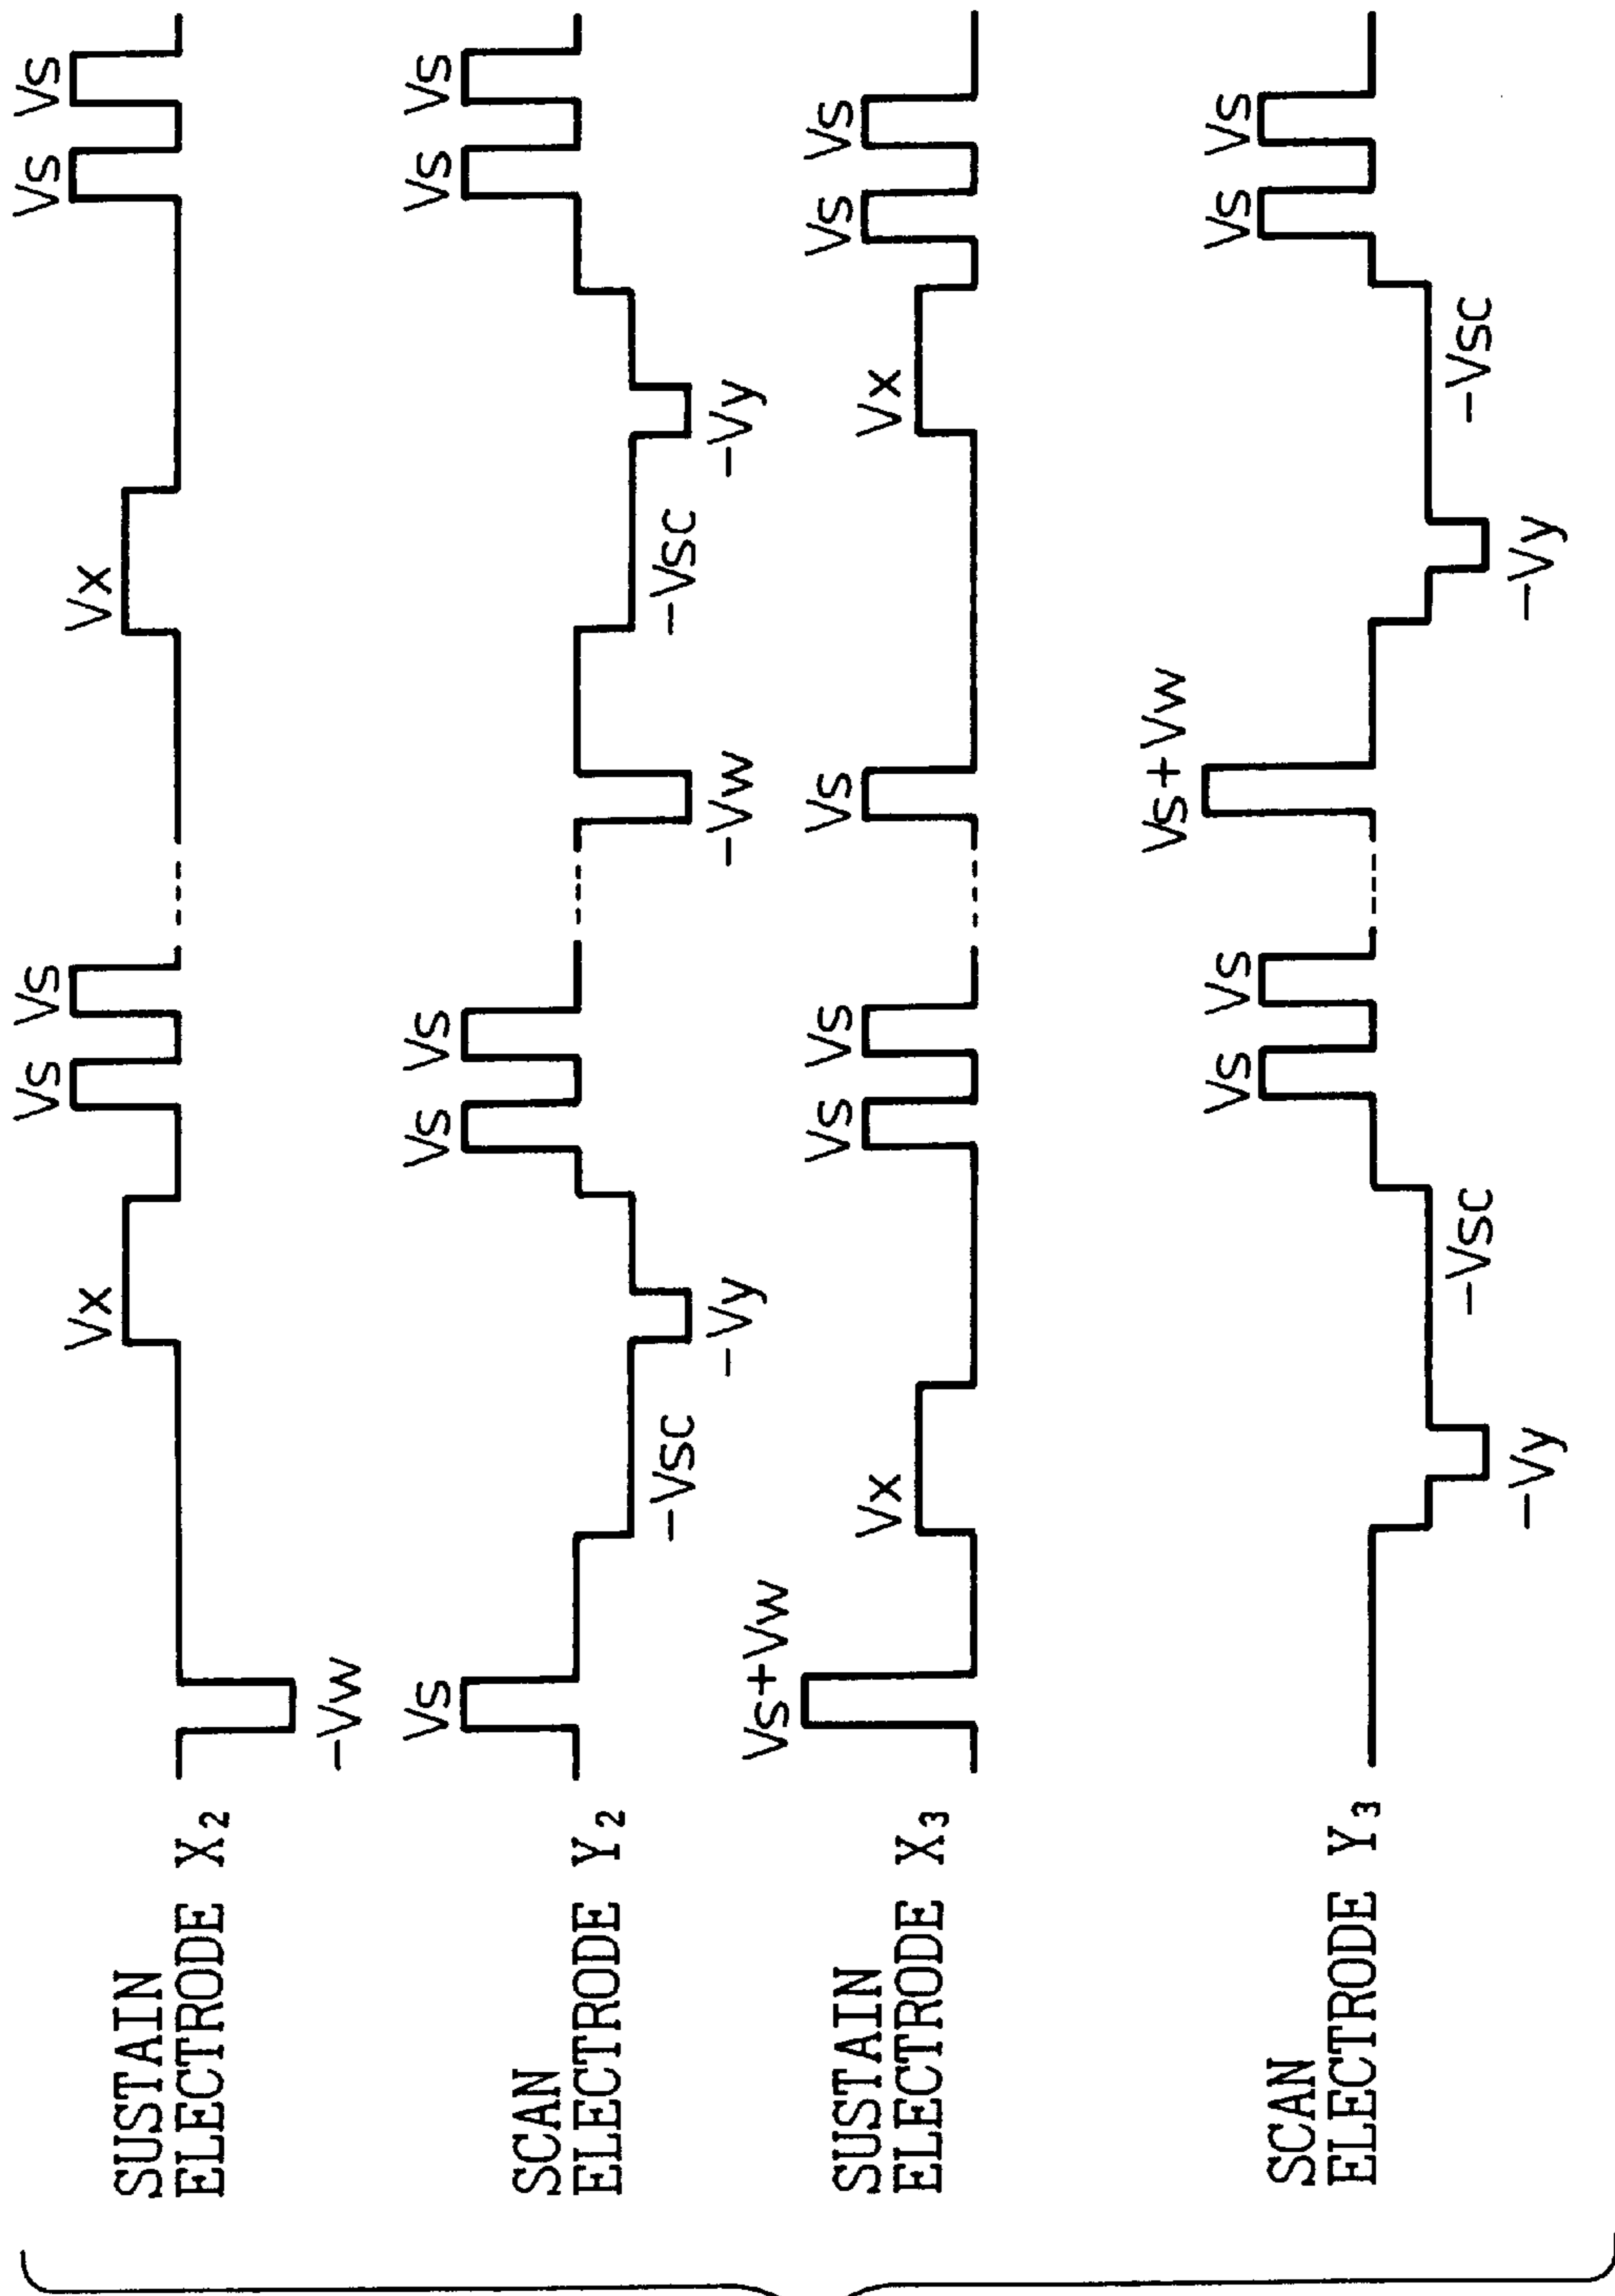 SUSTAIN
ELECTRODE X2
-Vw
Vx
Vs
Vs
Vx
Vs
Vs
SCAN
ELECTRODE Y2
Vs
-Vsc
-Vy
Vs
Vs
-Vw
-Vsc
-Vy
Vs
Vs
SUSTAIN
ELECTRODE X3
Vs+Vw
Vx
Vs
Vs
Vs
Vx
Vs
Vs
SCAN
ELECTRODE Y3
-Vy
-Vsc
Vs
Vs
Vs+Vw
-Vy
-Vsc
Vs
Vs